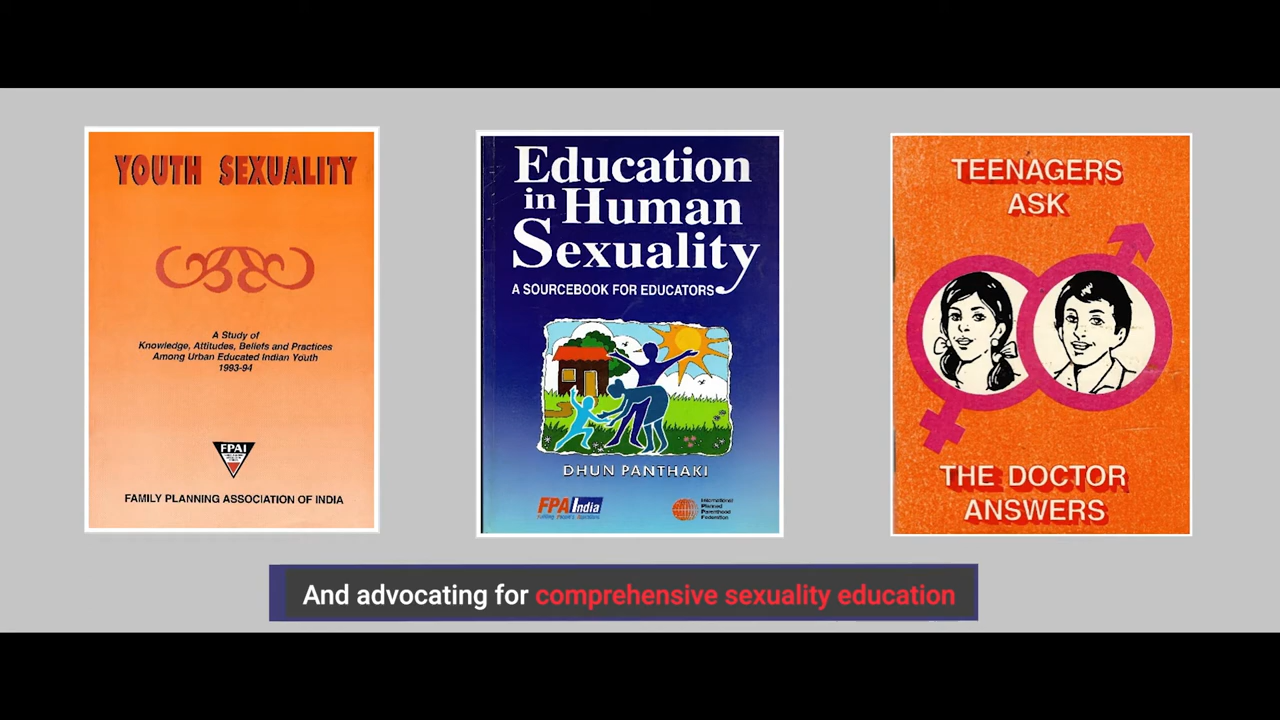 YOUTH SEXUALITY
A Study of
Knowledge, Attitudes, Beliefs and Practices
Among Urban Educated Indian Youth
1993-94
FPAI
FAMILY PLANNING ASSOCIATION OF INDIA
Education
in Human
Sexuality
A SOURCEBOOK FOR EDUCATORS
DHUN PANTHAKI
FPAIndia
International
Planned
Parenthood
Federation
TEENAGERS
ASK
THE DOCTOR
ANSWERS
And advocating for comprehensive sexuality education